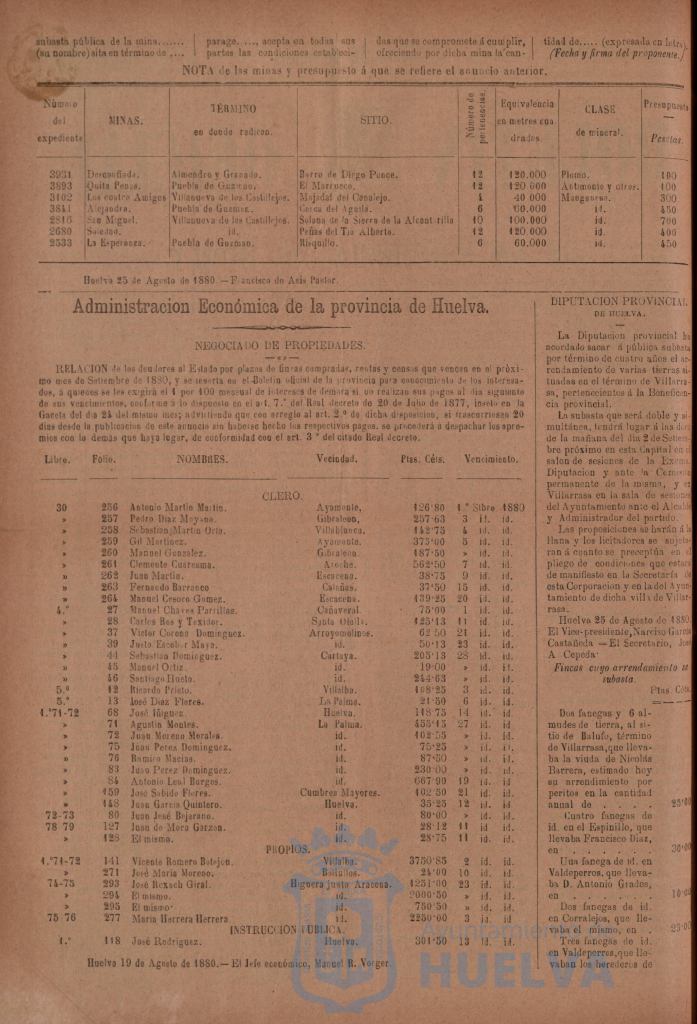 subasta pública de la mina.......
(su nombre) sita en término de ....
parage....., acepta en todas sus
partes las condiciones estableci-
das que se compromete á cumplir,
ofreciendo por dicha mina la can-
tidad de..... (expresada en letra)
(Fecha y firma del proponente.)
NOTA de las minas y presupuesto á que se refiere el anuncio anterior.
Número del expediente MINAS. TÉRMINO en donde radican. SITIO. Número de pertenencias. Equivalencia en metros cuadrados. CLASE de mineral. Presupuesto — Pesetas.
3931 Desconfiada. Almendro y Granado. Barro de Diego Ponce. 12 120.000 Plomo. 100
3893 Quita Penas. Puebla de Guzman. El Marrueco. 12 120 000 Antimonio y otros. 100
3102 Los cuatro Amigos Villanueva de los Castillejos. Majadal del Conalejo. 4 40 000 Manganeso. 300
3841 Alejandra. Puebla de Guzman. Cerca del Aguila. 6 60.000 id. 450
2816 San Miguel. Villanueva de los Castillejos. Solana de la Sierra de la 10 100.000 id. 700
2680 Soledad. id. Peñas del Tio Alberto. 12 120.000 id. 400
2533 La Esperanza. Puebla de Guzman. Risquillo. 6 60.000 id. 450
Huelva 25 de Agosto de 1880.—Francisco de Asis Pastor.
Administracion Económica de la provincia de Huelva.
NEGOCIADO DE PROPIEDADES.
RELACION de los deudores al Estado por plazos de fincas compradas, rentas y censos que vencen en el próxi-
mo mes de Setiembre de 1880, y se inserta en el Boletin oficial de la provincia para conocimiento de los interesa-
dos, á quienes se les exigirá el 1 por 100 mensual de intereses de demora si no realizan sus pagos al dia siguiente
de sus vencimientos, conforme á lo dispuesto en el art. 7.° del Real decreto de 20 de Julio de 1877, inserto en la
Gaceta del dia 24 del mismo mes; advirtiendo que con arreglo al art. 2.° de dicha disposicion, si trascurriesen 20
dias desde la publicacion de este anuncio sin haberse hecho los respectivos pagos, se procederá á despachar los apre-
mios con lo demás que haya lugar, de conformidad con el art. 3.° del citado Real decreto.
Libro. Folio. NOMBRES. Vecindad. Ptas. Céts. Vencimiento.
CLERO.
30 256 Antonio Martin Martin. Ayamonte, 126'80 1.° Sbre. 1880
» 257 Pedro Diaz Gibraleon, 257·63 3 id. id.
» 258 Sebastian Martin Orta. Villablanca. 142'75 4 id. id.
» 259 Gil Martinez. Ayamonte. 375'00 5 id. id.
» 260 Manuel Gonzalez. Gibraleon. 187'50 » id. id.
» 261 Clemente Cuaresma. Aroche. 562'50 7 id. id.
» 262 Juan Martin. Escacena. 38'75 9 id. id.
» 263 Fernando Barranco Calañas. 37'50 15 id. id.
» 264 Manuel Cesoro Gomez. Escacena. 139·25 20 id. id.
4.° 27 Manuel Chaves Parrillas. Cañaveral. 75'00 1 id. id.
» 28 Carlos Ros y Texidor. Santa Olalla. 125'13 11 id. id.
» 37 Victor Corona Dominguez. Arroyomolinos. 62 50 21 id. id.
» 39 Justo Escobar Maya. id. 50'13 23 id. id.
» 44 Sebastian Dominguez. Cartaya. 205'13 28 id. id.
» 45 Manuel Ortiz. id. 19'00 » id. id.
» 46 Santiago Hueto. id. 244·63 » id. id.
5.° 12 Ricardo Prieto. Villalba. 108'25 3 id. id.
5.° 13 José Diaz Flores. La Palma. 21·50 6 id. id.
1.°71-72 68 José Iñiguez. Huelva. 148'75 14 id. id.
» 71 Agustin Montes. La Palma. 455'15 27 id. id.
» 72 Juan Moreno Morales. id. 402'55 » id. id.
» 75 Juan Perez Dominguez. id. 75'25 » id. id.
» 76 Ramiro Macias. id. 87'50 » id. id.
» 83 Juan Perez Dominguez. id. 230'00 » id. id.
» 84 Antonio Leal Burgos. id. 667'90 19 id. id.
» 159 José Sabido Flores. Cumbres Mayores. 102 50 21 id. id.
» 148 Juan Garcia Quintero. Huelva. 35'25 12 id. id.
72-73 80 Juan José Bejarano. id. 80'00 » id. id.
78 79 127 Juan de Mora Garzon. id. 28'12 11 id. id.
» 128 El mismo. id. 28'75 11 id. id.
PROPIOS.
1.°71-72 141 Vicente Romero Botejon. Villalba. 3750'85 2 id. id.
» 271 José Maria Moreno. Bollullos. 24'00 10 id. id.
74-75 293 José Rexach Giral. Higuera junto Aracena. 1251'00 23 id. id.
» 294 El mismo. id. 2000'50 » id. id.
» 295 El mismo. id. 750'50 » id. id.
75 76 277 Maria Herrera Herrera id. 2250'00 3 id. id.
INSTRUCCION PÚBLICA.
1.° 118 José Rodriguez. Huelva. 301'50 13 id. id.
Huelva 19 de Agosto de 1880.—El Jefe económico, Manuel R. Vorger.
DIPUTACION PROVINCIAL
DE HUELVA.
La Diputacion provincial ha
acordado sacar á pública subasta
por término de cuatro años el ar-
rendamiento de varias tierras si-
tuadas en el término de Villarra-
sa, pertenecientes á la Beneficen-
cia provincial.
La subasta que será doble y si-
multánea, tendrá lugar á las doce
de la mañana del dia 2 de Setiem-
bre próximo en esta Capital en el
salon de sesiones de la Excma.
Diputacion y ante la Comision
permanente de la misma, y en
Villarrasa en la sala de sesiones
del Ayuntamiento ante el Alcalde
y Administrador del partido.
Las proposiciones se harán á la
llana y los licitadores se sujeta-
ran á cuanto se preceptúa en el
pliego de condiciones que estará
de manifiesto en la Secretaría de
esta Corporacion y en la del Ayun-
tamiento de dicha villa de Villar-
rasa.
Huelva 25 de Agosto de 1880.
El Vice-presidente, Narciso Garcia
Castañeda—El Secretario, José
A Cepeda
Fincas cuyo arrendamiento se
subasta.
Ptas Céts.
Dos fanegas y 6 al-
mudes de tierra, al si-
tio de Balufo, término
de Villarrasa, que lleva-
ba la viuda de Nicolás
Barrera, estimado hoy
su arrendamiento por
peritos en la cantidad
anual de . . . . 25'00
Cuatro fanegas de
id. en el Espinillo, que
llevaba Francisco Diaz,
en . . . . . 30'00
Una fanega de id. en
Valdeperros, que lleva-
ba D. Antonio Grados,
en . . . . . 10'00
Dos fanegas de id.
en Corralejos, que lle-
vaba el mismo, en . 25'00
Tres fanegas de id.
en Valdeperros, que lle-
vaban los herederos de
Ayuntamiento
HUELVA